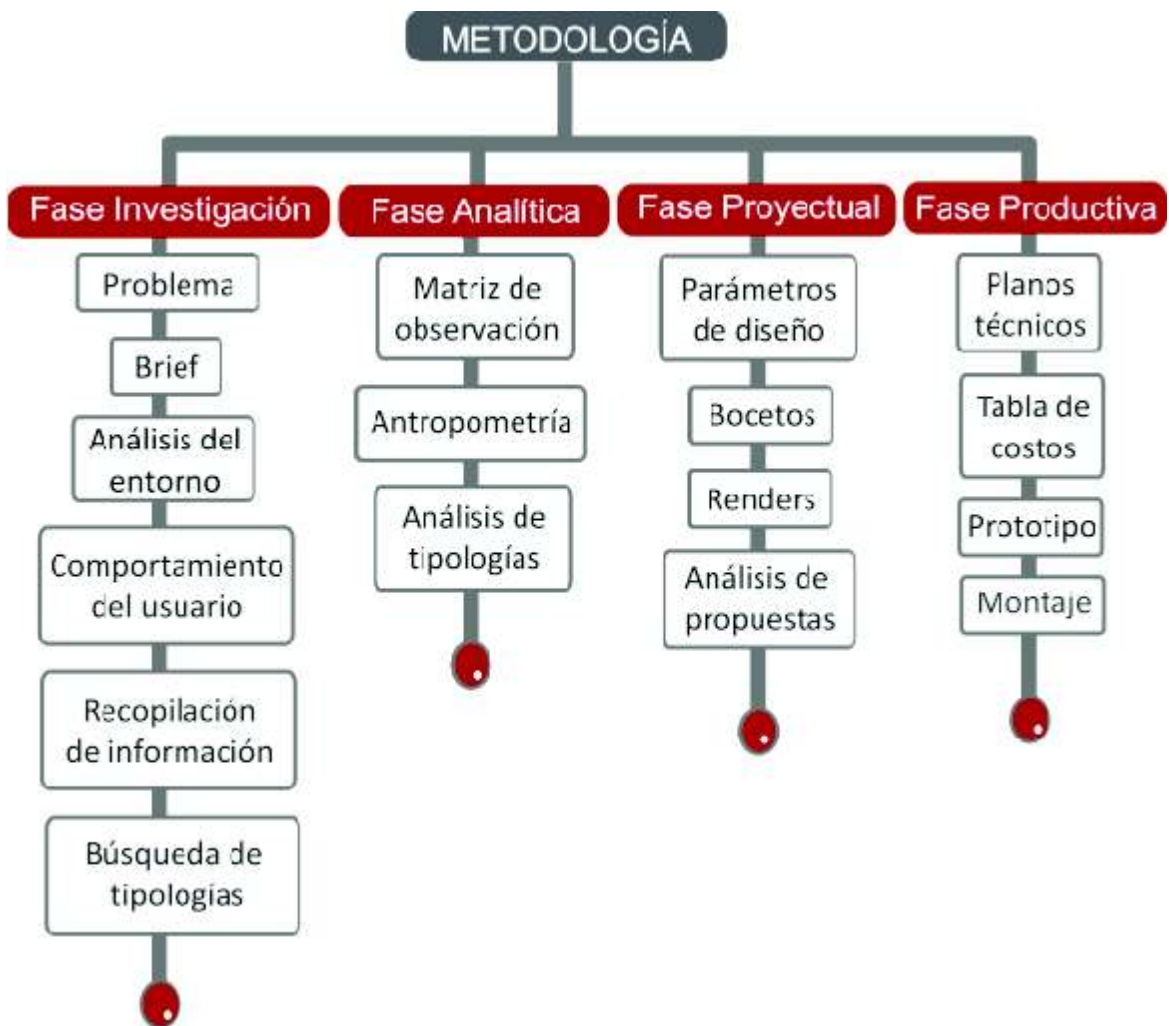 METODOLOGÍA
Fase Investigación
Problema
Brief
Análisis del
entorno
Comportamiento
del usuario
Recopilación
de información
Búsqueda de
tipologías
Fase Analítica
Matriz de
observación
Antropometría
Análisis de
tipologías
Fase Proyectual
Parámetros
de diseño
Bocetos
Renders
Análisis de
propuestas
Fase Productiva
Planos
técnicos
Tabla de
costos
Prototipo
Montaje